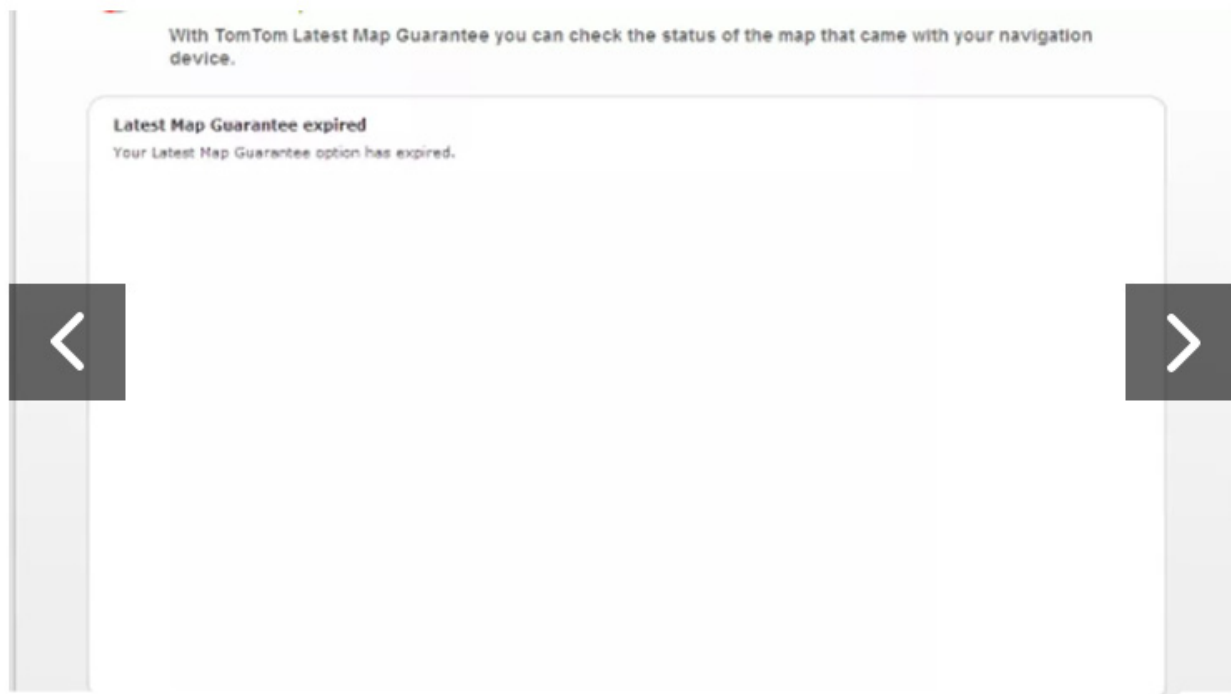 With TomTom Latest Map Guarantee you can check the status of the map that came with your navigation
device.
Latest Map Guarantee expired
Your Latest Map Guarantee option has expired.